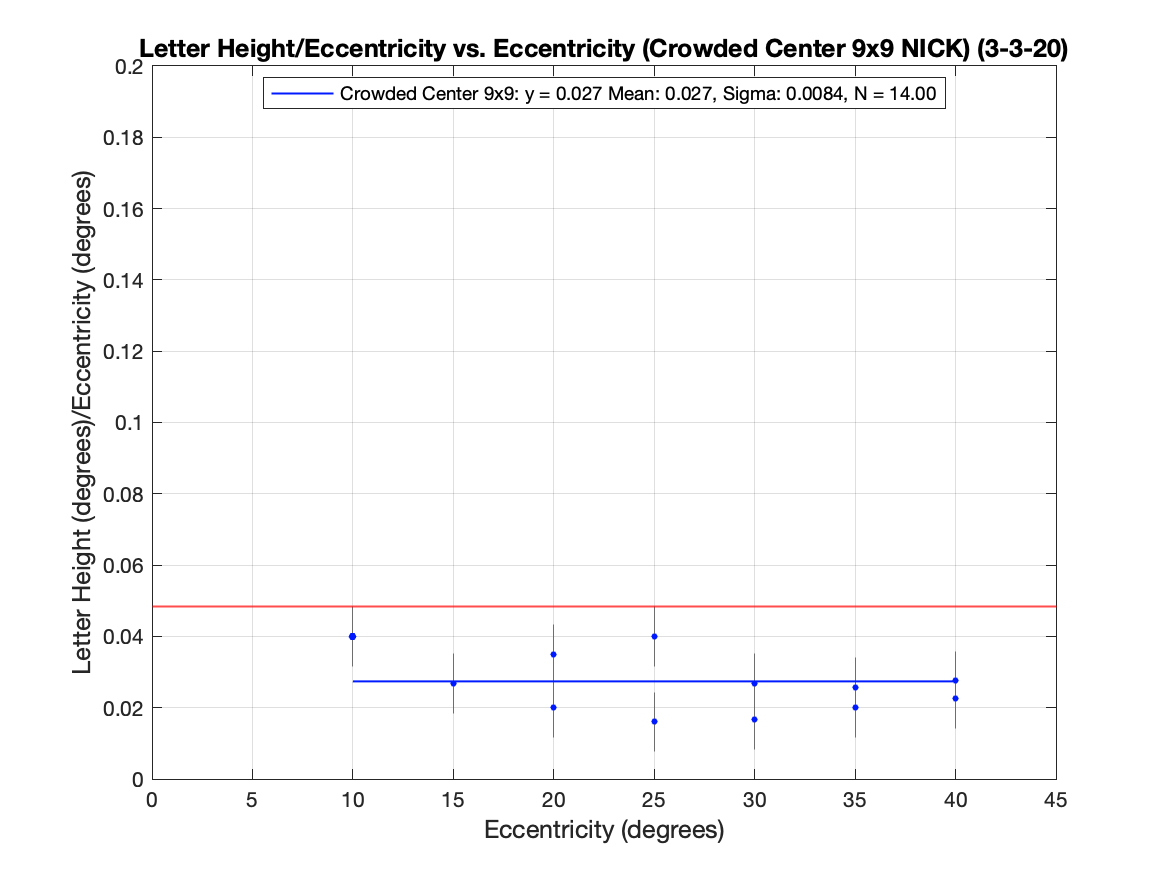 Letter Height/Eccentricity vs. Eccentricity (Crowded Center 9x9 NICK) (3-3-20)
Crowded Center 9x9: y = 0.027 Mean: 0.027, Sigma: 0.0084, N = 14.00
Letter Height (degrees)/Eccentricity (degrees)
0.2
0.18
0.16
0.14
0.12
0.1
0.08
0.06
0.04
0.02
0
0 5 10 15 20 25 30 35 40 45
Eccentricity (degrees)